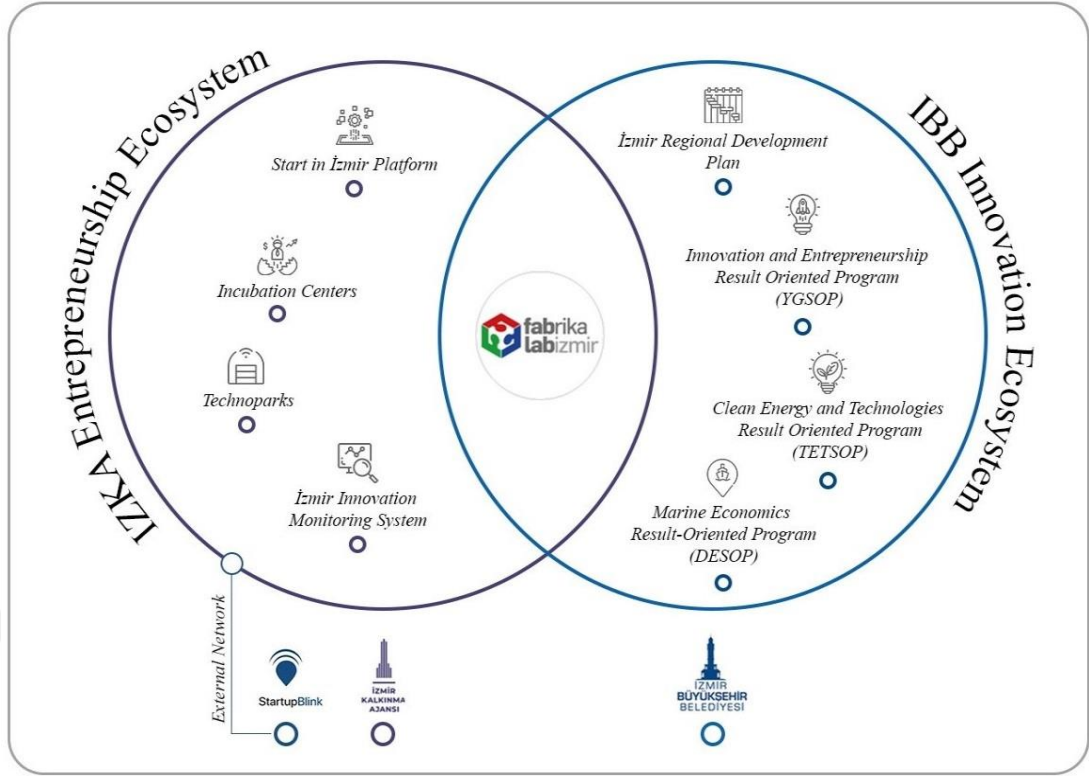 IZKA Entrepreneurship Ecosystem
Start in İzmir Platform
Incubation Centers
Technoparks
İzmir Innovation
Monitoring System
fabrika
labizmir
IBB Innovation Ecosystem
İzmir Regional Development
Plan
Innovation and Entrepreneurship
Result Oriented Program
(YGSOP)
Clean Energy and Technologies
Result Oriented Program
(TETSOP)
Marine Economics
Result-Oriented Program
(DESOP)
External Network
StartupBlink
İZMİR
KALKINMA
AJANSI
İZMİR
BÜYÜKŞEHİR
BELEDİYESİ